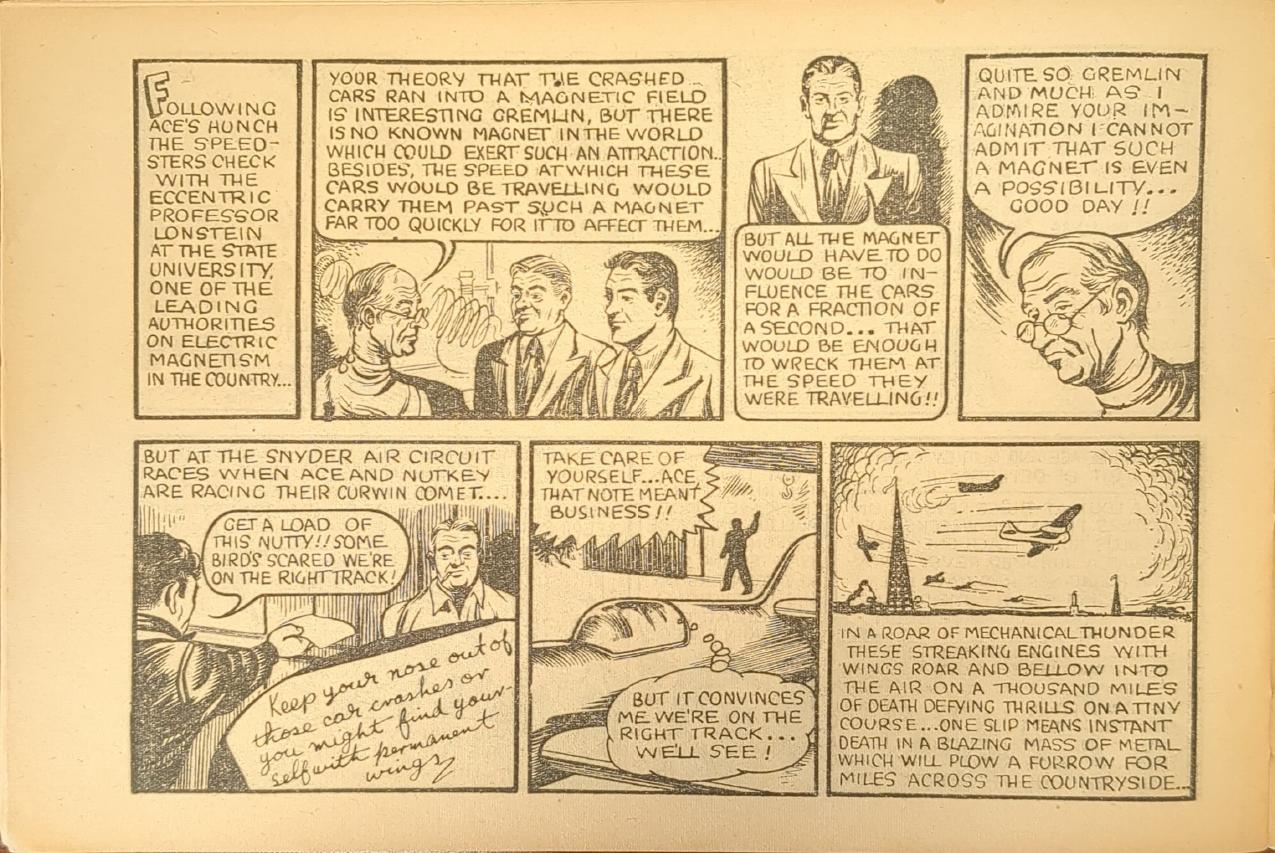 FOLLOWING
ACE'S HUNCH
THE SPEED-
STERS CHECK
WITH THE
ECCENTRIC
PROFESSOR
LONSTEIN
AT THE STATE
UNIVERSITY,
ONE OF THE
LEADING
AUTHORITIES
ON ELECTRIC
MAGNETISM
IN THE COUNTRY...
YOUR THEORY THAT THE CRASHED
CARS RAN INTO A MAGNETIC FIELD
IS INTERESTING GREMLIN, BUT THERE
IS NO KNOWN MAGNET IN THE WORLD
WHICH COULD EXERT SUCH AN ATTRACTION..
BESIDES, THE SPEED AT WHICH THESE
CARS WOULD BE TRAVELLING WOULD
CARRY THEM PAST SUCH A MAGNET
FAR TOO QUICKLY FOR IT TO AFFECT THEM...
BUT ALL THE MAGNET
WOULD HAVE TO DO
WOULD BE TO IN-
FLUENCE THE CARS
FOR A FRACTION OF
A SECOND... THAT
WOULD BE ENOUGH
TO WRECK THEM AT
THE SPEED THEY
WERE TRAVELLING!!
QUITE SO GREMLIN
AND MUCH AS I
ADMIRE YOUR IM-
AGINATION I CANNOT
ADMIT THAT SUCH
A MAGNET IS EVEN
A POSSIBILITY...
GOOD DAY!!
BUT AT THE SNYDER AIR CIRCUIT
RACES WHEN ACE AND NUTKEY
ARE RACING THEIR CURWIN COMET....
GET A LOAD OF
THIS NUTTY!! SOME
BIRD'S SCARED WE'RE
ON THE RIGHT TRACK!
Keep your nose out of
those car crashes or
you might find your-
self with permanent
wings
TAKE CARE OF
YOURSELF...ACE,
THAT NOTE MEANT
BUSINESS!!
BUT IT CONVINCES
ME WE'RE ON THE
RIGHT TRACK...
WE'LL SEE!
IN A ROAR OF MECHANICAL THUNDER
THESE STREAKING ENGINES WITH
WINGS ROAR AND BELLOW INTO
THE AIR ON A THOUSAND MILES
OF DEATH DEFYING THRILLS ON A TINY
COURSE...ONE SLIP MEANS INSTANT
DEATH IN A BLAZING MASS OF METAL
WHICH WILL PLOW A FURROW FOR
MILES ACROSS THE COUNTRYSIDE...